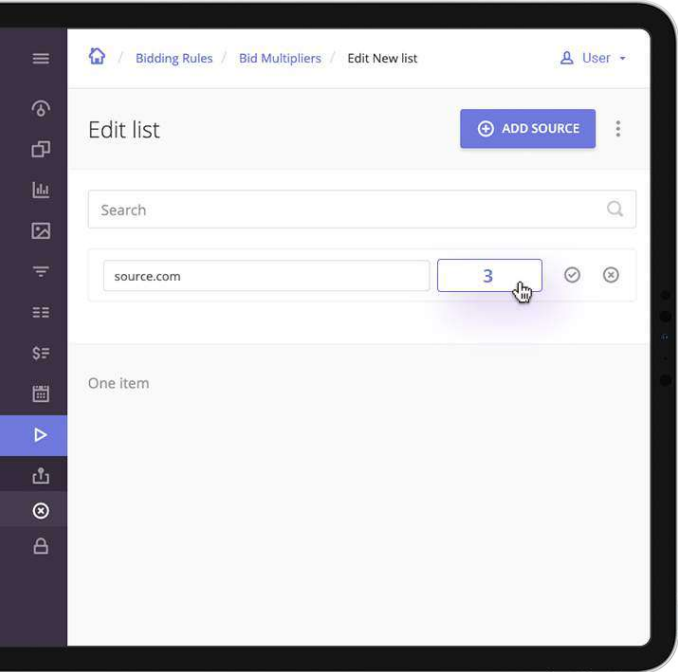 / Bidding Rules / Bid Multipliers / Edit New list User
Edit list
ADD SOURCE
Search
source.com 3
One item